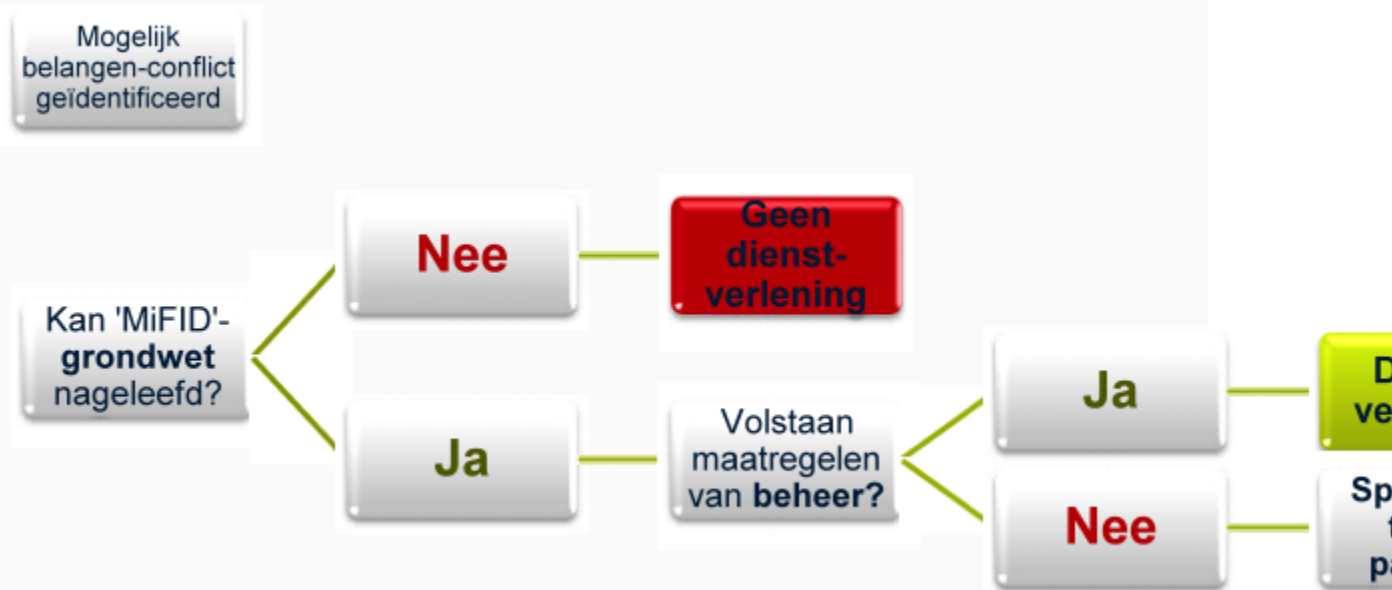 Mogelijk
belangen-conflict
geïdentificeerd
Nee
Geen
dienst-
verlening
Kan 'MiFID'-
grondwet
nageleefd?
Ja
Volstaan
maatregelen
van beheer?
Ja
Nee